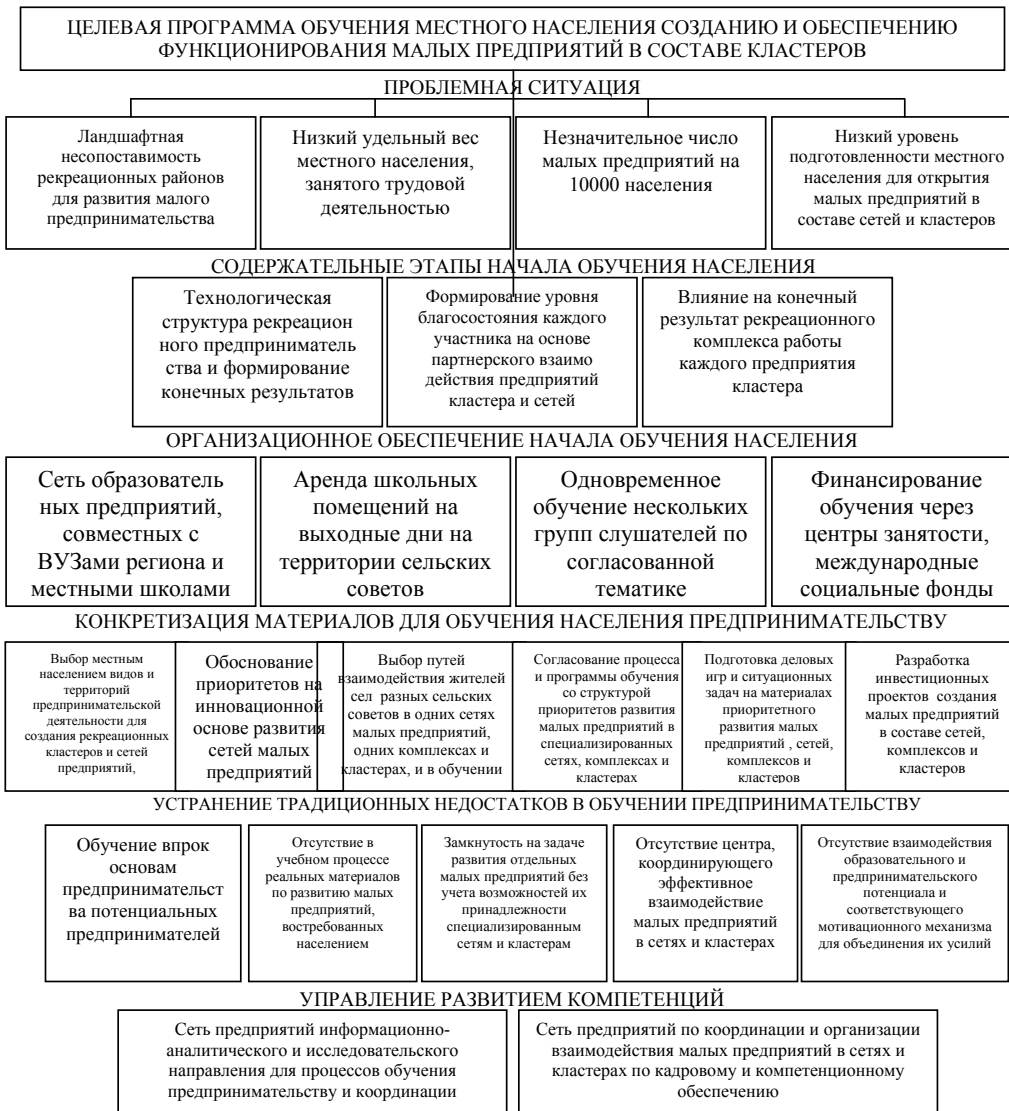 ЦЕЛЕВАЯ ПРОГРАММА ОБУЧЕНИЯ МЕСТНОГО НАСЕЛЕНИЯ СОЗДАНИЮ И ОБЕСПЕЧЕНИЮ
ФУНКЦИОНИРОВАНИЯ МАЛЫХ ПРЕДПРИЯТИЙ В СОСТАВЕ КЛАСТЕРОВ
ПРОБЛЕМНАЯ СИТУАЦИЯ
Ландшафтная
несопоставимость
рекреационных районов
для развития малого
предпринимательства
Низкий удельный вес
местного населения,
занятого трудовой
деятельностью
Незначительное число
малых предприятий на
10000 населения
Низкий уровень
подготовленности местного
населения для открытия
малых предприятий в
составе сетей и кластеров
СОДЕРЖАТЕЛЬНЫЕ ЭТАПЫ НАЧАЛА ОБУЧЕНИЯ НАСЕЛЕНИЯ
Технологическая
структура рекреацион
ного предприниматель
ства и формирование
конечных результатов
Формирование уровня
благосостояния каждого
участника на основе
партнерского взаимо
действия предприятий
кластера и сетей
Влияние на конечный
результат рекреационного
комплекса работы
каждого предприятия
кластера
ОРГАНИЗАЦИОННОЕ ОБЕСПЕЧЕНИЕ НАЧАЛА ОБУЧЕНИЯ НАСЕЛЕНИЯ
Сеть образователь
ных предприятий,
совместных с
ВУЗами региона и
местными школами
Аренда школьных
помещений на
выходные дни на
территории сельских
советов
Одновременное
обучение нескольких
групп слушателей по
согласованной
тематике
Финансирование
обучения через
центры занятости,
международные
социальные фонды
КОНКРЕТИЗАЦИЯ МАТЕРИАЛОВ ДЛЯ ОБУЧЕНИЯ НАСЕЛЕНИЯ ПРЕДПРИНИМАТЕЛЬСТВУ
Выбор местным
населением видов и
территорий
предпринимательской
деятельности для
создания рекреационных
кластеров и сетей
предприятий,
Обоснование
приоритетов на
инновационной
основе развития
сетей малых
предприятий
Выбор путей
взаимодействия жителей
сел разных сельских
советов в одних сетях
малых предприятий,
одних комплексах и
кластерах, и в обучении
Согласование процесса
и программы обучения
со структурой
приоритетов развития
малых предприятий в
специализированных
сетях, комплексах и
кластерах
Подготовка деловых
игр и ситуационных
задач на материалах
приоритетного
развития малых
предприятий , сетей,
комплексов и
кластеров
Разработка
инвестиционных
проектов создания
малых предприятий
в составе сетей,
комплексов и
кластеров
УСТРАНЕНИЕ ТРАДИЦИОННЫХ НЕДОСТАТКОВ В ОБУЧЕНИИ ПРЕДПРИНИМАТЕЛЬСТВУ
Обучение впрок
основам
предпринимательст
ва потенциальных
предпринимателей
Отсутствие в
учебном процессе
реальных материалов
по развитию малых
предприятий,
востребованных
населением
Замкнутость на задаче
развития отдельных
малых предприятий без
учета возможностей их
принадлежности
специализированным
сетям и кластерам
Отсутствие центра,
координирующего
эффективное
взаимодействие
малых предприятий
в сетях и кластерах
Отсутствие взаимодействия
образовательного и
предпринимательского
потенциала и
соответствующего
мотивационного механизма
для объединения их усилий
УПРАВЛЕНИЕ РАЗВИТИЕМ КОМПЕТЕНЦИЙ
Сеть предприятий информационно-
аналитического и исследовательского
направления для процессов обучения
предпринимательству и координации
Сеть предприятий по координации и организации
взаимодействия малых предприятий в сетях и
кластерах по кадровому и компетенционному
обеспечению